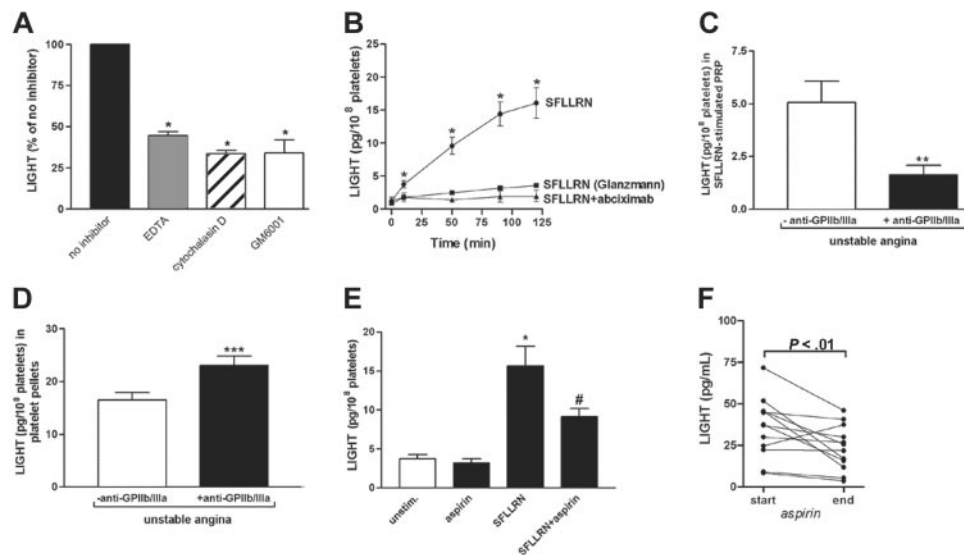 A
LIGHT (% of no inhibitor)
100
75
50
25
0
*
*
*
no inhibitor
EDTA
cytochalasin D
GM6001
B
LIGHT (pg/10⁸ platelets)
25
20
15
10
5
0
*
*
*
*
SFLLRN
SFLLRN (Glanzmann)
SFLLRN+abciximab
0 25 50 75 100 125
Time (min)
C
LIGHT (pg/10⁸ platelets) in
SFLLRN-stimulated PRP
7.5
5.0
2.5
0.0
**
- anti-GPIIb/IIIa + anti-GPIIb/IIIa
unstable angina
D
LIGHT (pg/10⁸ platelets) in
platelet pellets
30
20
10
0
***
-anti-GPIIb/IIIa +anti-GPIIb/IIIa
unstable angina
E
LIGHT (pg/10⁸ platelets)
20
15
10
5
0
*
#
unstim.
aspirin
SFLLRN
SFLLRN+aspirin
F
LIGHT (pg/mL)
100
75
50
25
0
P < .01
start end
aspirin